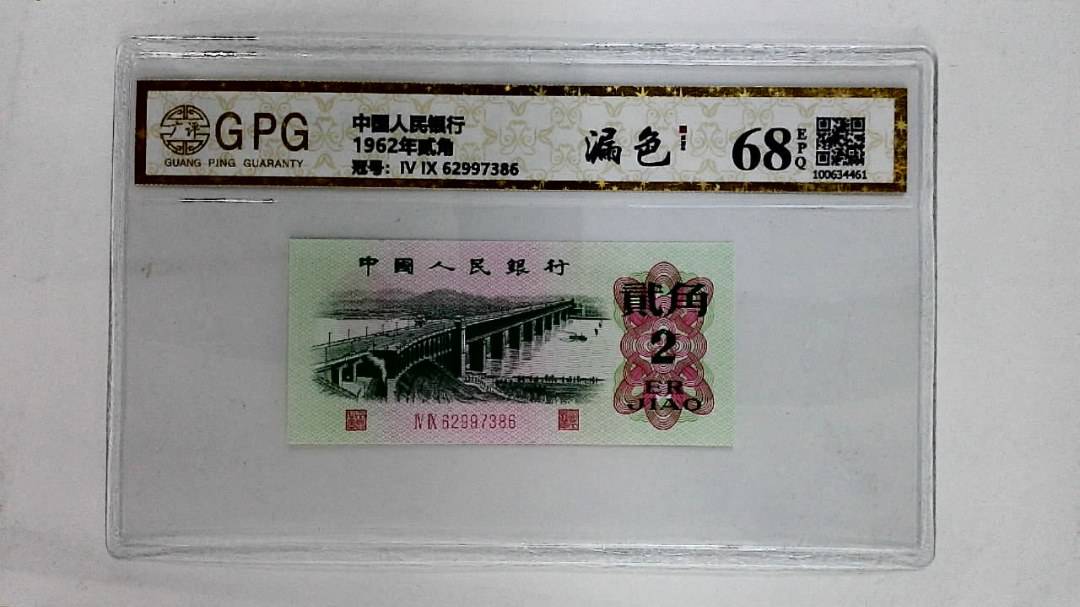 GPG
GUANG PING GUARANTY
中國人民銀行
1962年贰角
冠号：Ⅳ Ⅸ 62997386
漏色
68
EPQ
100634461
中國人民銀行
貳角
2
ER
JIAO
Ⅳ Ⅸ 62997386